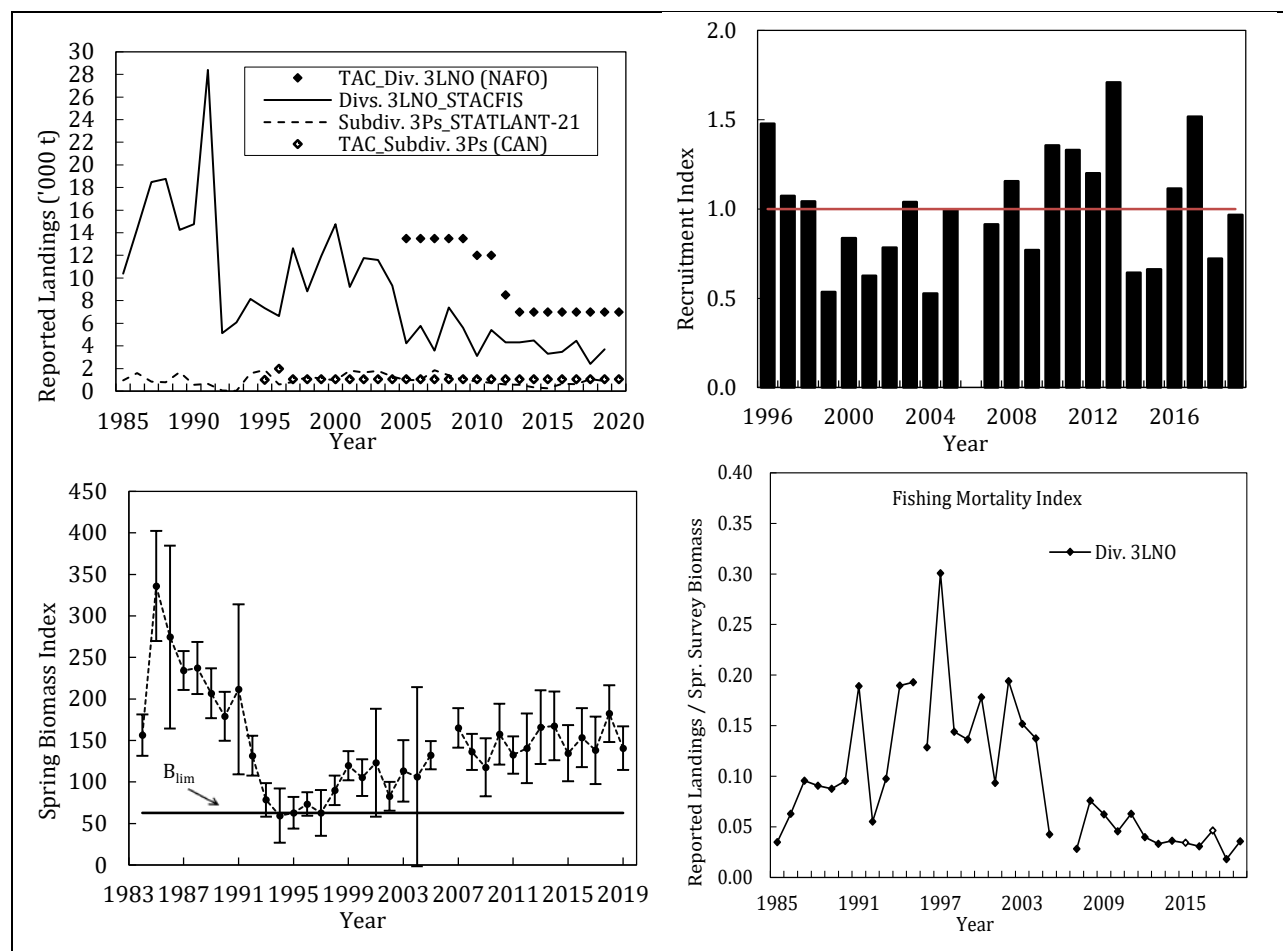 30
28
26
24
22
20
18
16
14
12
10
8
6
4
2
0
Reported Landings ('000 t)
TAC_Div. 3LNO (NAFO)
Divs. 3LNO_STACFIS
Subdiv. 3Ps_STATLANT-21
TAC_Subdiv. 3Ps (CAN)
1985 1990 1995 2000 2005 2010 2015 2020
Year
2.0
1.5
1.0
0.5
0.0
Recruitment Index
1996 2000 2004 2008 2012 2016
Year
450
400
350
300
250
200
150
100
50
0
Spring Biomass Index
Blim
1983 1987 1991 1995 1999 2003 2007 2011 2015 2019
Year
0.40
0.35
0.30
0.25
0.20
0.15
0.10
0.05
0.00
Reported Landings / Spr. Survey Biomass
Fishing Mortality Index
Div. 3LNO
1985 1991 1997 2003 2009 2015
Year